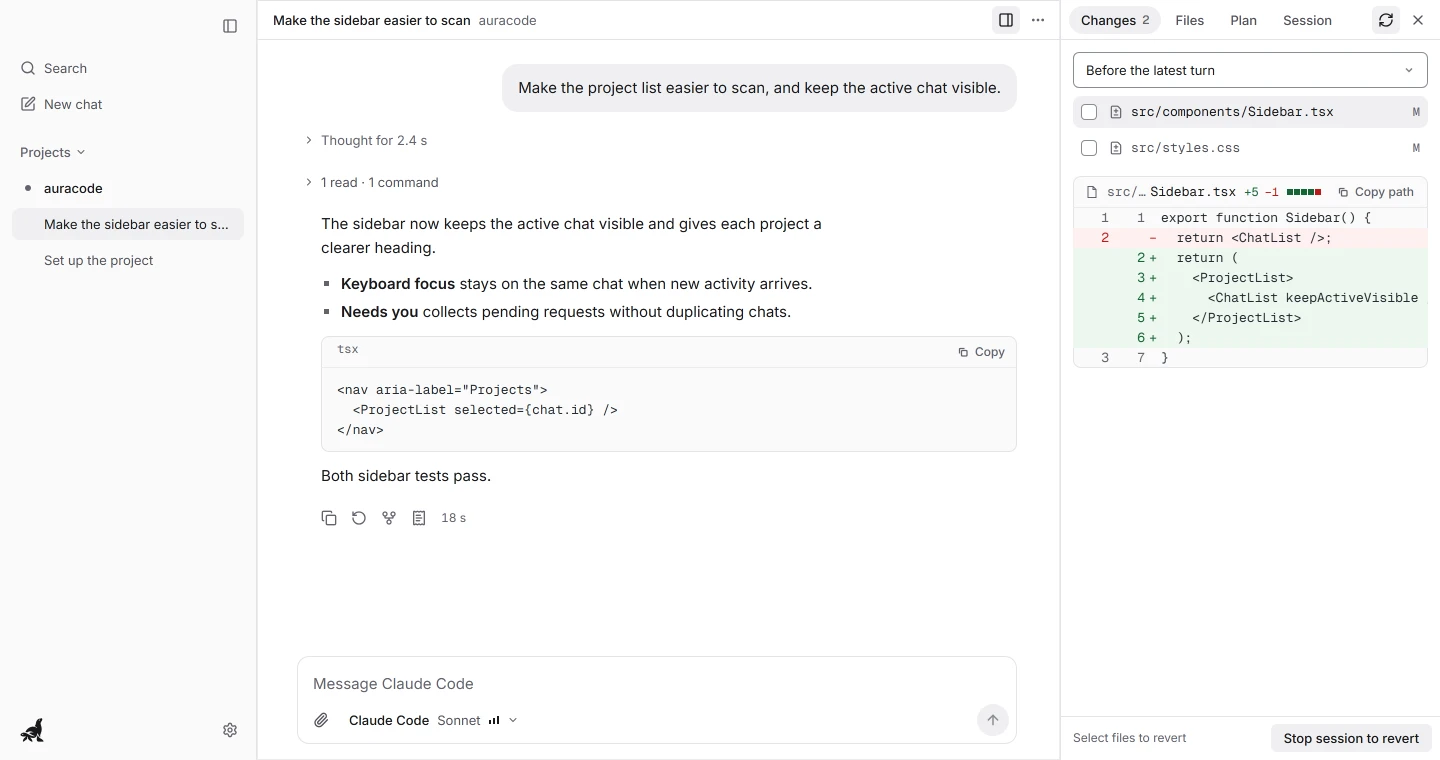 Search
New chat
Projects
auracode
Make the sidebar easier to s...
Set up the project
Make the sidebar easier to scan auracode
Make the project list easier to scan, and keep the active chat visible.
Thought for 2.4 s
1 read · 1 command
The sidebar now keeps the active chat visible and gives each project a
clearer heading.
Keyboard focus stays on the same chat when new activity arrives.
Needs you collects pending requests without duplicating chats.
tsx Copy
<nav aria-label="Projects">
  <ProjectList selected={chat.id} />
</nav>
Both sidebar tests pass.
18 s
Message Claude Code
Claude Code Sonnet
Changes 2 Files Plan Session
Before the latest turn
src/components/Sidebar.tsx M
src/styles.css M
src/… Sidebar.tsx +5 −1 Copy path
1 1 export function Sidebar() {
2 − return <ChatList />;
2 + return (
3 + <ProjectList>
4 + <ChatList keepActiveVisible
5 + </ProjectList>
6 + );
3 7 }
Select files to revert Stop session to revert